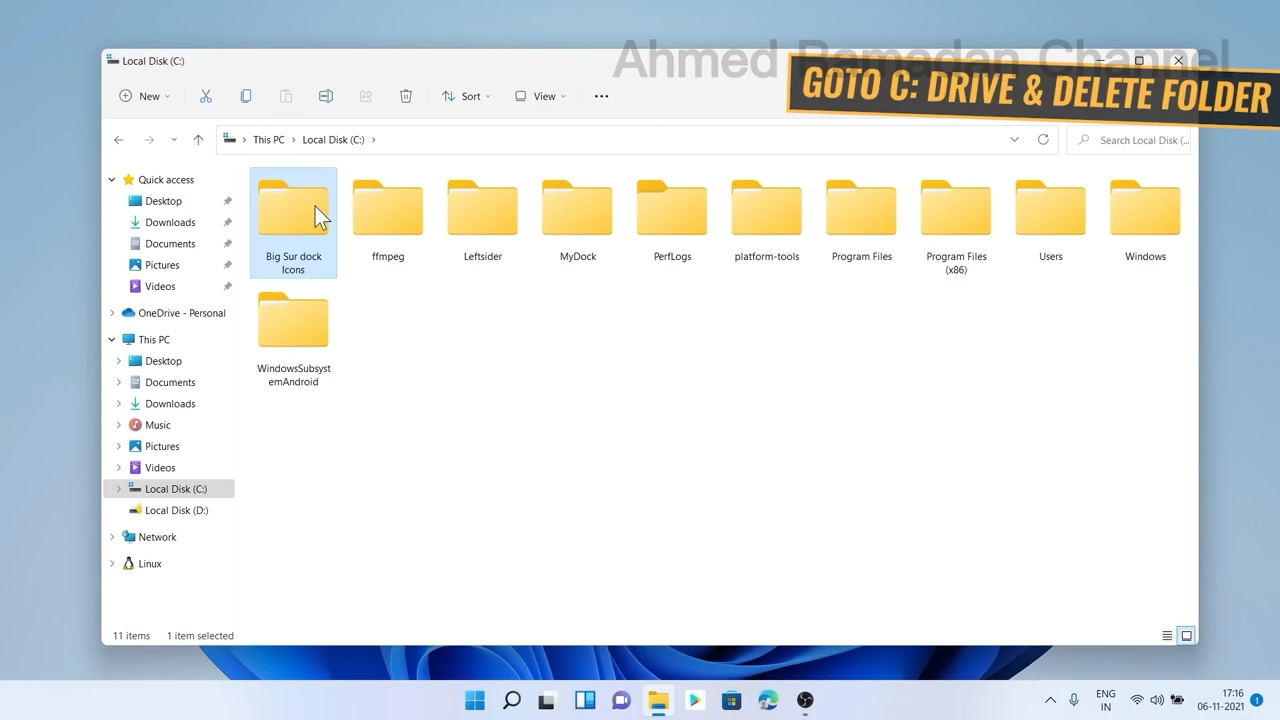 Ahmed Ramadan Channel
GOTO C: DRIVE & DELETE FOLDER
Local Disk (C:)
New
Sort
View
This PC
Local Disk (C:)
Search Local Disk (...
Quick access
Desktop
Downloads
Documents
Pictures
Videos
OneDrive - Personal
This PC
Desktop
Documents
Downloads
Music
Pictures
Videos
Local Disk (C:)
Local Disk (D:)
Network
Linux
Big Sur dock
Icons
ffmpeg
Leftsider
MyDock
PerfLogs
platform-tools
Program Files
Program Files
(x86)
Users
Windows
WindowsSubsyst
emAndroid
11 items
1 item selected
ENG
IN
17:16
06-11-2021
1